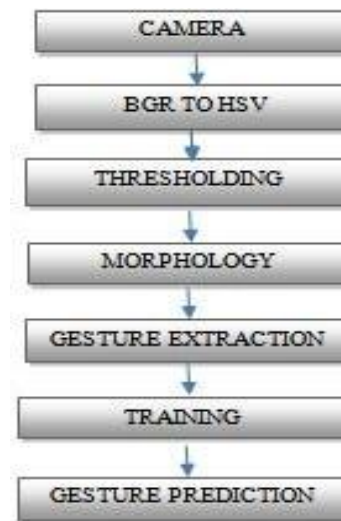 CAMERA
BGR TO HSV
THRESHOLDING
MORPHOLOGY
GESTURE EXTRACTION
TRAINING
GESTURE PREDICTION